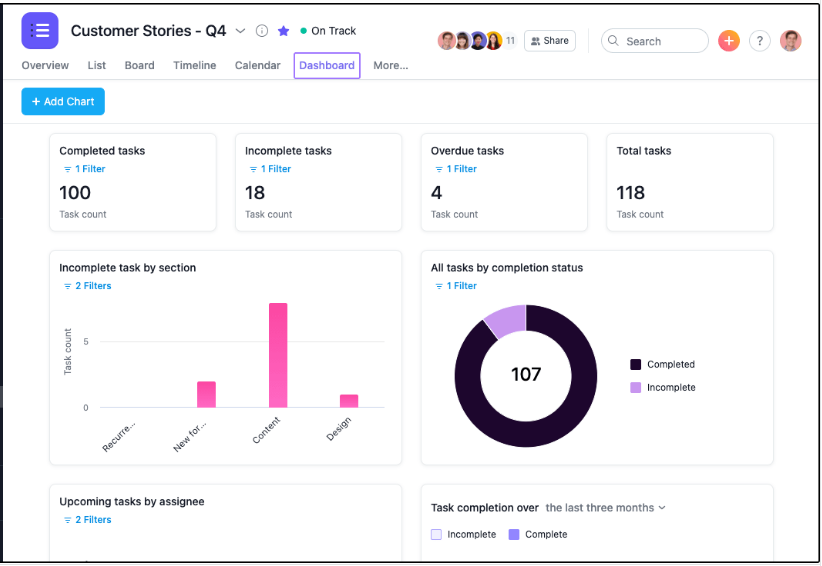 Customer Stories - Q4
On Track
11
Share
Search
?
Overview List Board Timeline Calendar Dashboard More...
+ Add Chart
Completed tasks
1 Filter
100
Task count
Incomplete tasks
1 Filter
18
Task count
Overdue tasks
1 Filter
4
Task count
Total tasks
118
Task count
Incomplete task by section
2 Filters
Task count
5
0
Recurre...
New for...
Content
Design
All tasks by completion status
1 Filter
107
Completed
Incomplete
Upcoming tasks by assignee
2 Filters
Task completion over the last three months
Incomplete Complete